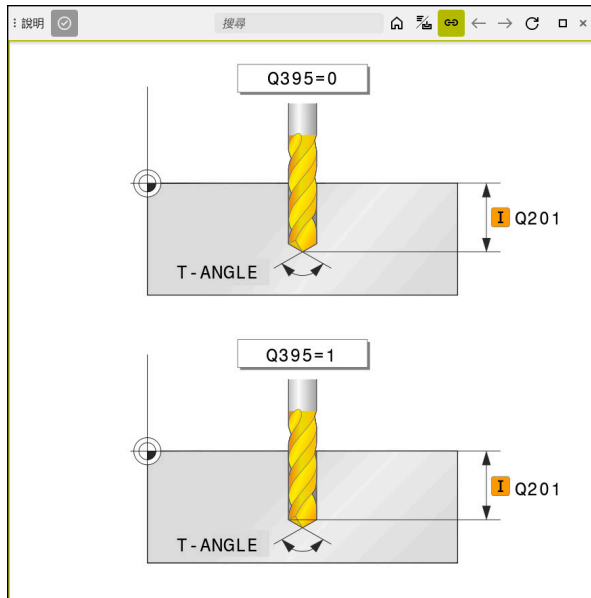 說明
搜尋
Q395=0
I Q201
T-ANGLE
Q395=1
I Q201
T-ANGLE